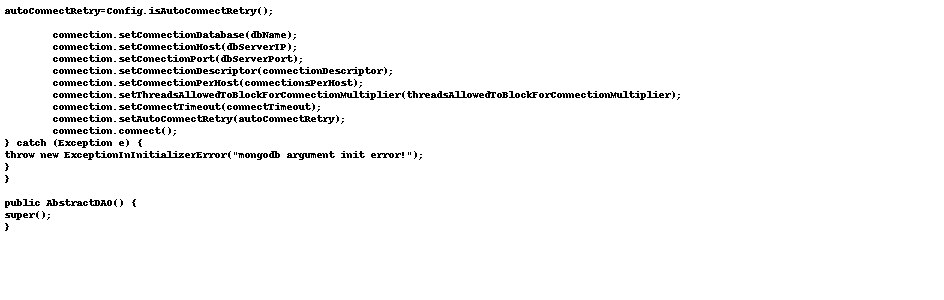 autoConnectRetry=Config.isAutoConnectRetry();

        connection.setConnectionDatabase(dbName);
        connection.setConnectionHost(dbServerIP);
        connection.setConectionPort(dbServerPort);
        connection.setConnectionDescriptor(connectionDescriptor);
        connection.setConnectionPerHost(connectionsPerHost);
        connection.setThreadsAllowedToBlockForConnectionMultiplier(threadsAllowedToBlockForConnectionMultiplier);
        connection.setConnectTimeout(connectTimeout);
        connection.setAutoConnectRetry(autoConnectRetry);
        connection.connect();
} catch (Exception e) {
throw new ExceptionInInitializerError("mongodb argument init error!");
}
}

public AbstractDAO() {
super();
}